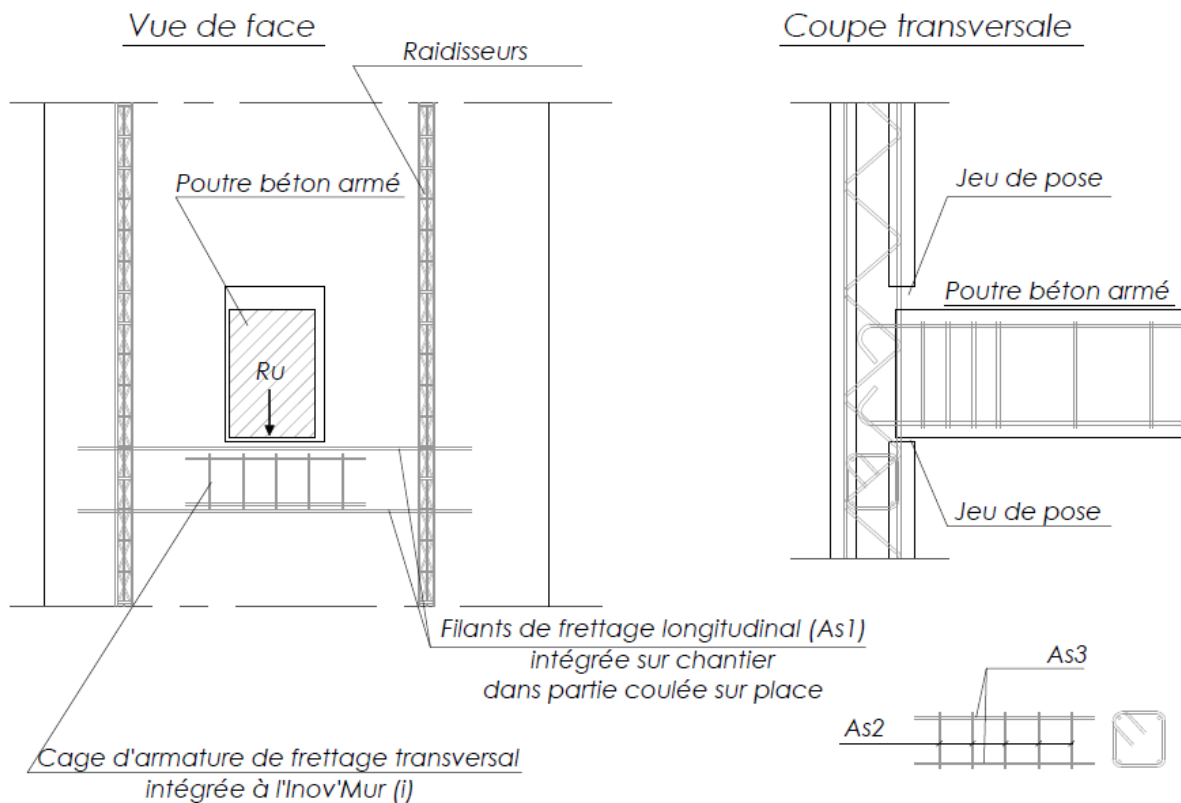 Vue de face
Coupe transversale
Raidisseurs
Poutre béton armé
Jeu de pose
Poutre béton armé
Ru
Jeu de pose
Filants de frettage longitudinal (As1)
intégrée sur chantier
dans partie coulée sur place
As3
As2
Cage d'armature de frettage transversal
intégrée à l'Inov'Mur (i)